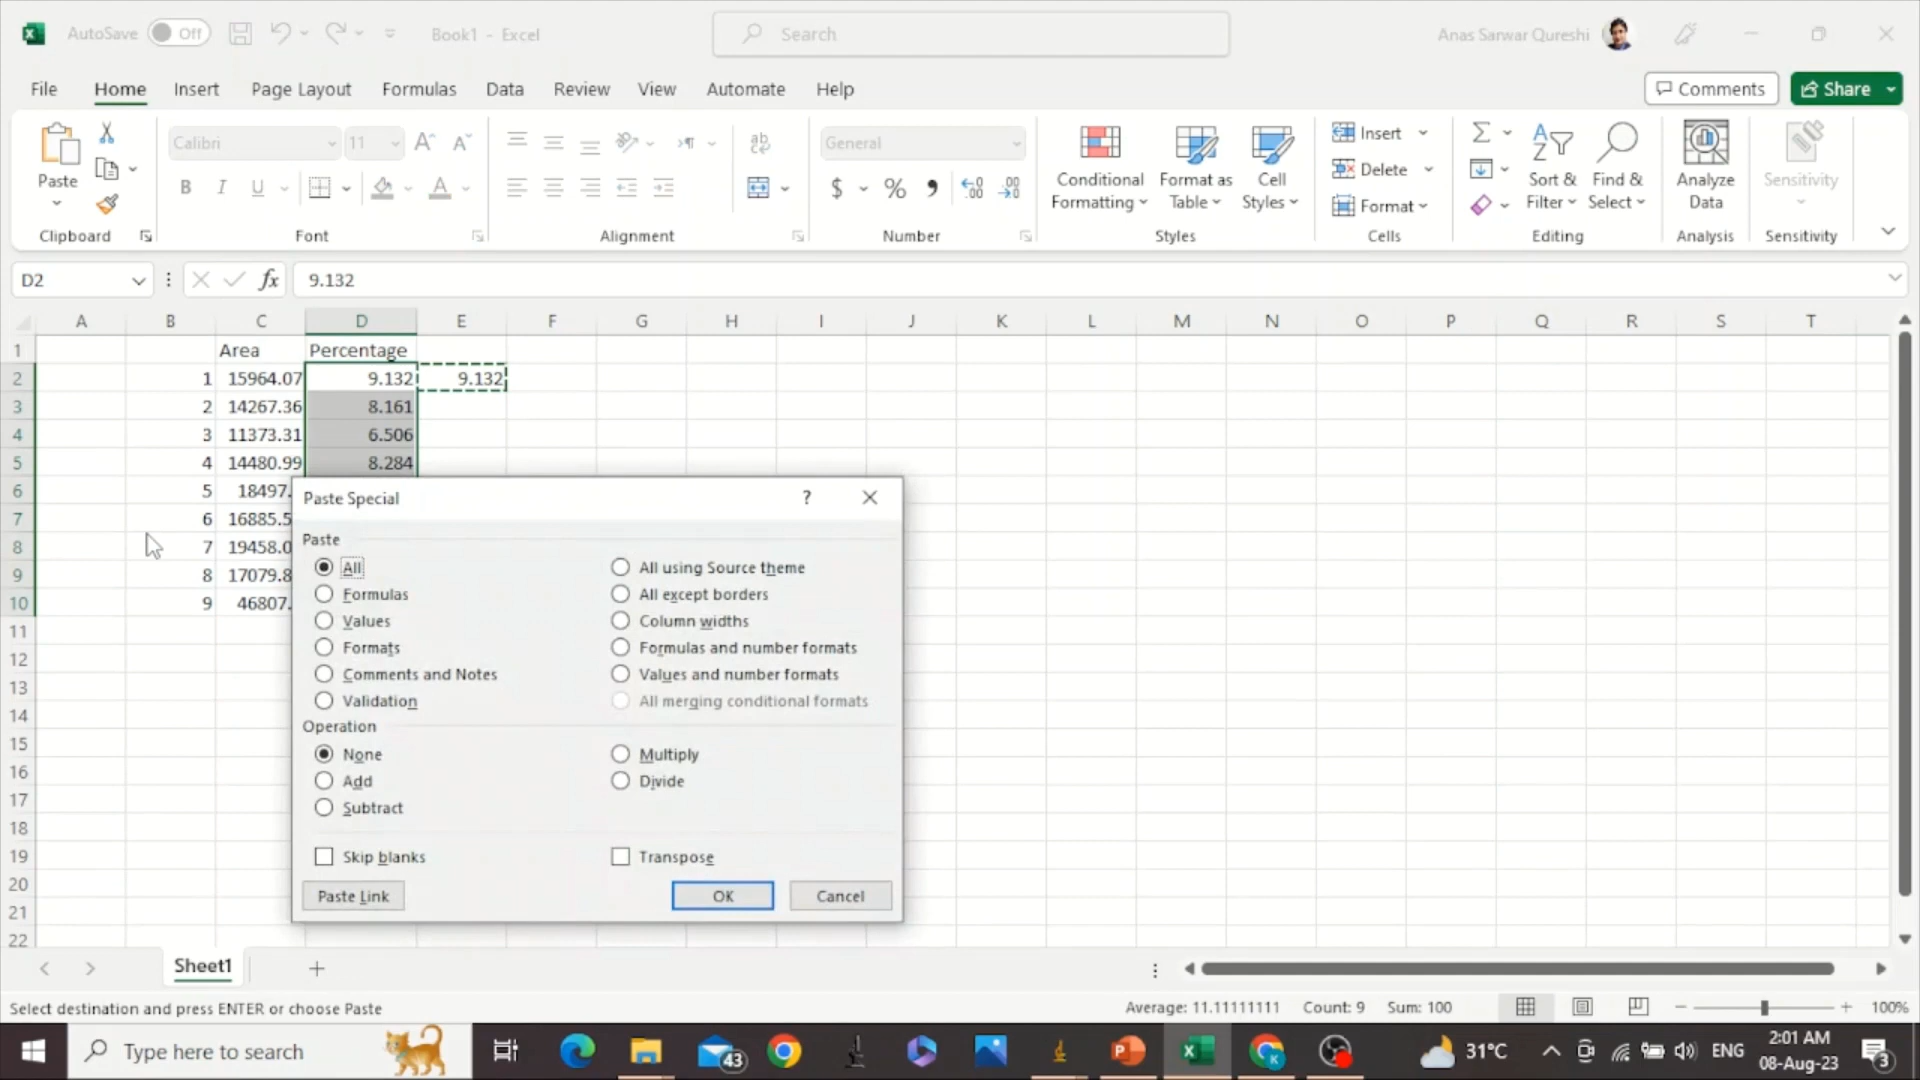 AutoSave Off Book1 - Excel Search Anas Sarwar Qureshi
File Home Insert Page Layout Formulas Data Review View Automate Help Comments Share
Paste Calibri 11 General Conditional Formatting Format as Table Cell Styles Insert Delete Format Sort & Filter Find & Select Analyze Data Sensitivity
Clipboard Font Alignment Number Styles Cells Editing Analysis Sensitivity
D2 fx 9.132
A B C D E F G H I J K L M N O P Q R S T
1 Area Percentage
2 1 15964.07 9.132 9.132
3 2 14267.36 8.161
4 3 11373.31 6.506
5 4 14480.99 8.284
6 5 18497.
7 6 16885.5
8 7 19458.0
9 8 17079.8
10 9 46807.
11
12
13
14
15
16
17
18
19
20
21
22
Paste Special ?
Paste
All All using Source theme
Formulas All except borders
Values Column widths
Formats Formulas and number formats
Comments and Notes Values and number formats
Validation All merging conditional formats
Operation
None Multiply
Add Divide
Subtract
Skip blanks Transpose
Paste Link OK Cancel
Sheet1
Select destination and press ENTER or choose Paste Average: 11.11111111 Count: 9 Sum: 100 100%
Type here to search 43 31°C ENG 2:01 AM
08-Aug-23 3